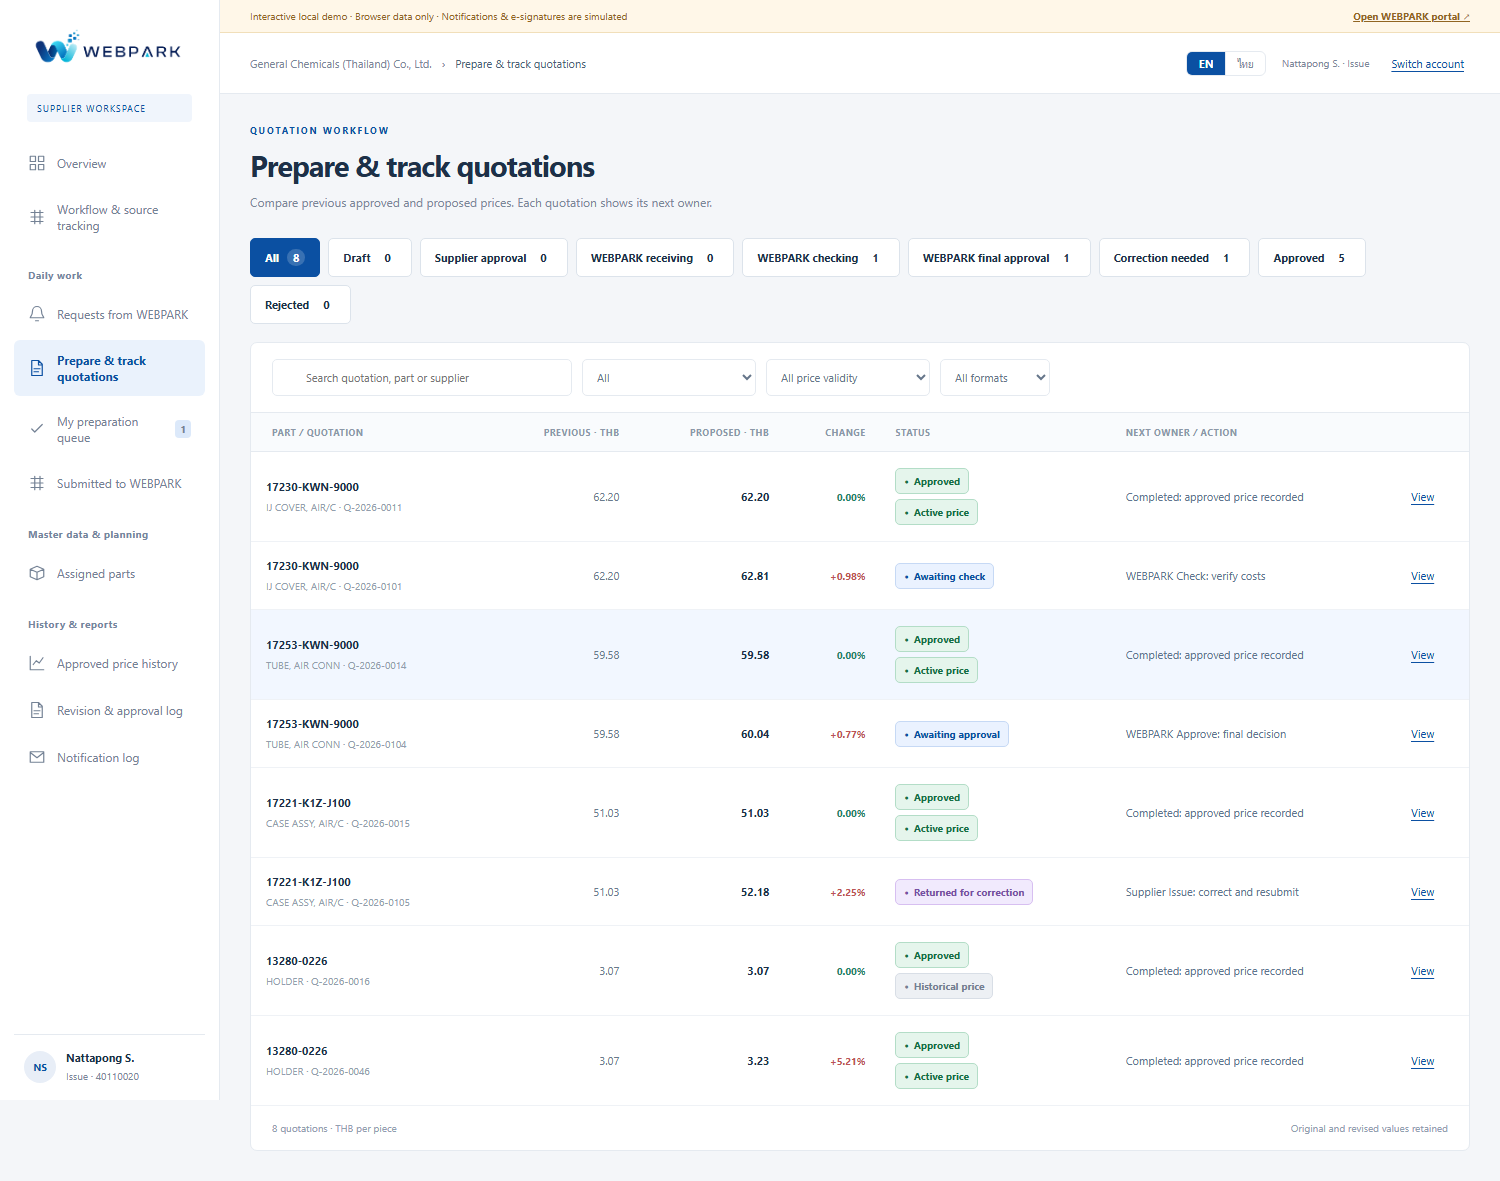 Interactive local demo · Browser data only · Notifications & e-signatures are simulated
Open WEBPARK portal ↗
WEBPARK
SUPPLIER WORKSPACE
Overview
Workflow & source
tracking
Daily work
Requests from WEBPARK
Prepare & track
quotations
My preparation
queue
1
Submitted to WEBPARK
Master data & planning
Assigned parts
History & reports
Approved price history
Revision & approval log
Notification log
NS
Nattapong S.
Issue · 40110020
General Chemicals (Thailand) Co., Ltd. › Prepare & track quotations
EN ไทย
Nattapong S. · Issue
Switch account
QUOTATION WORKFLOW
Prepare & track quotations
Compare previous approved and proposed prices. Each quotation shows its next owner.
All 8
Draft 0
Supplier approval 0
WEBPARK receiving 0
WEBPARK checking 1
WEBPARK final approval 1
Correction needed 1
Approved 5
Rejected 0
Search quotation, part or supplier
All
All price validity
All formats
PART / QUOTATION PREVIOUS · THB PROPOSED · THB CHANGE STATUS NEXT OWNER / ACTION
17230-KWN-9000
IJ COVER, AIR/C · Q-2026-0011
62.20 62.20 0.00%
• Approved
• Active price
Completed: approved price recorded
View
17230-KWN-9000
IJ COVER, AIR/C · Q-2026-0101
62.20 62.81 +0.98%
• Awaiting check
WEBPARK Check: verify costs
View
17253-KWN-9000
TUBE, AIR CONN · Q-2026-0014
59.58 59.58 0.00%
• Approved
• Active price
Completed: approved price recorded
View
17253-KWN-9000
TUBE, AIR CONN · Q-2026-0104
59.58 60.04 +0.77%
• Awaiting approval
WEBPARK Approve: final decision
View
17221-K1Z-J100
CASE ASSY, AIR/C · Q-2026-0015
51.03 51.03 0.00%
• Approved
• Active price
Completed: approved price recorded
View
17221-K1Z-J100
CASE ASSY, AIR/C · Q-2026-0105
51.03 52.18 +2.25%
• Returned for correction
Supplier Issue: correct and resubmit
View
13280-0226
HOLDER · Q-2026-0016
3.07 3.07 0.00%
• Approved
• Historical price
Completed: approved price recorded
View
13280-0226
HOLDER · Q-2026-0046
3.07 3.23 +5.21%
• Approved
• Active price
Completed: approved price recorded
View
8 quotations · THB per piece
Original and revised values retained